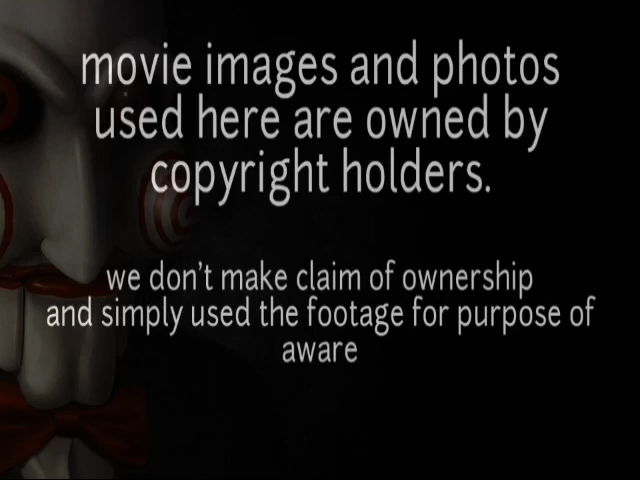 movie images and photos
used here are owned by
copyright holders.
we don't make claim of ownership
and simply used the footage for purpose of
aware